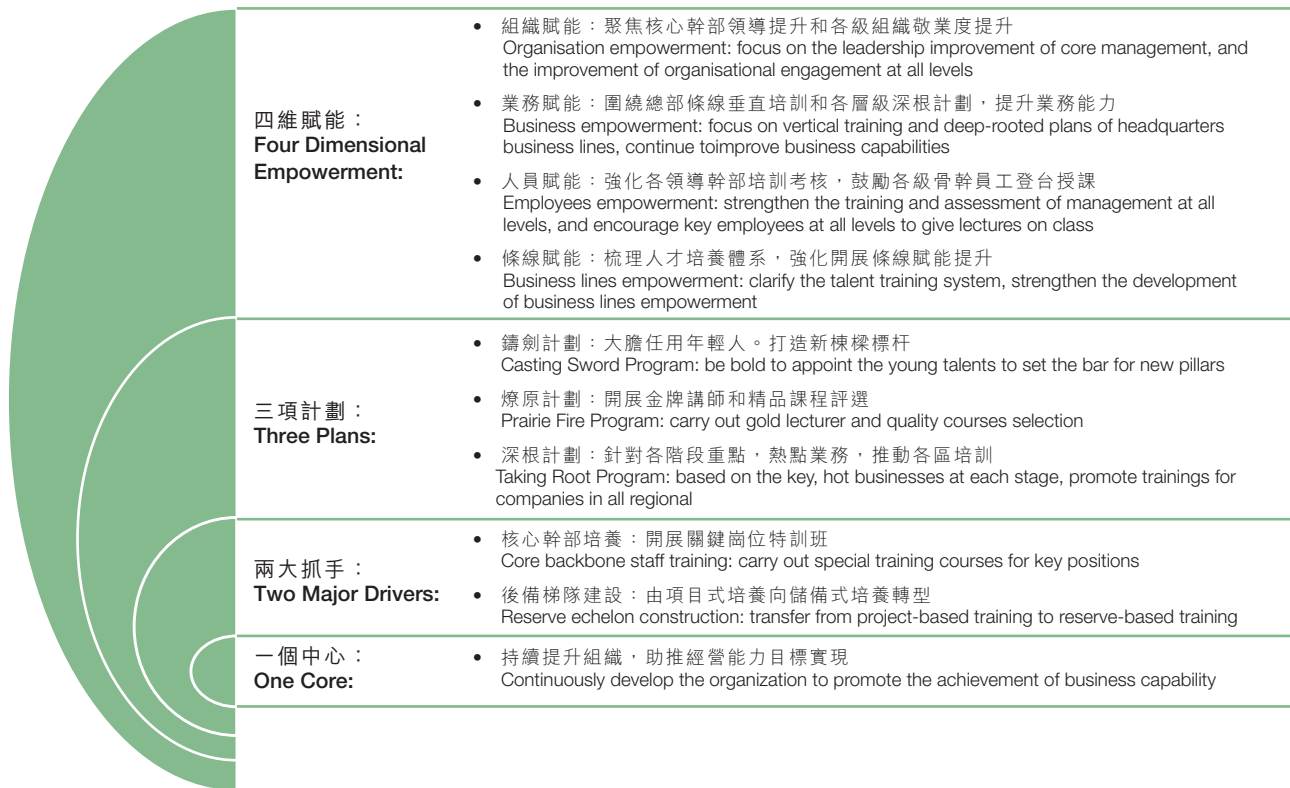 四維賦能：
Four Dimensional
Empowerment:
• 組織賦能：聚焦核心幹部領導提升和各級組織敬業度提升
Organisation empowerment: focus on the leadership improvement of core management, and
the improvement of organisational engagement at all levels
• 業務賦能：圍繞總部條線垂直培訓和各層級深根計劃，提升業務能力
Business empowerment: focus on vertical training and deep-rooted plans of headquarters
business lines, continue toimprove business capabilities
• 人員賦能：強化各領導幹部培訓考核，鼓勵各級骨幹員工登台授課
Employees empowerment: strengthen the training and assessment of management at all
levels, and encourage key employees at all levels to give lectures on class
• 條線賦能：梳理人才培養體系，強化開展條線賦能提升
Business lines empowerment: clarify the talent training system, strengthen the development
of business lines empowerment
三項計劃：
Three Plans:
• 鑄劍計劃：大膽任用年輕人。打造新棟樑標杆
Casting Sword Program: be bold to appoint the young talents to set the bar for new pillars
• 燎原計劃：開展金牌講師和精品課程評選
Prairie Fire Program: carry out gold lecturer and quality courses selection
• 深根計劃：針對各階段重點，熱點業務，推動各區培訓
Taking Root Program: based on the key, hot businesses at each stage, promote trainings for
companies in all regional
兩大抓手：
Two Major Drivers:
• 核心幹部培養：開展關鍵崗位特訓班
Core backbone staff training: carry out special training courses for key positions
• 後備梯隊建設：由項目式培養向儲備式培養轉型
Reserve echelon construction: transfer from project-based training to reserve-based training
一個中心：
One Core:
• 持續提升組織，助推經營能力目標實現
Continuously develop the organization to promote the achievement of business capability